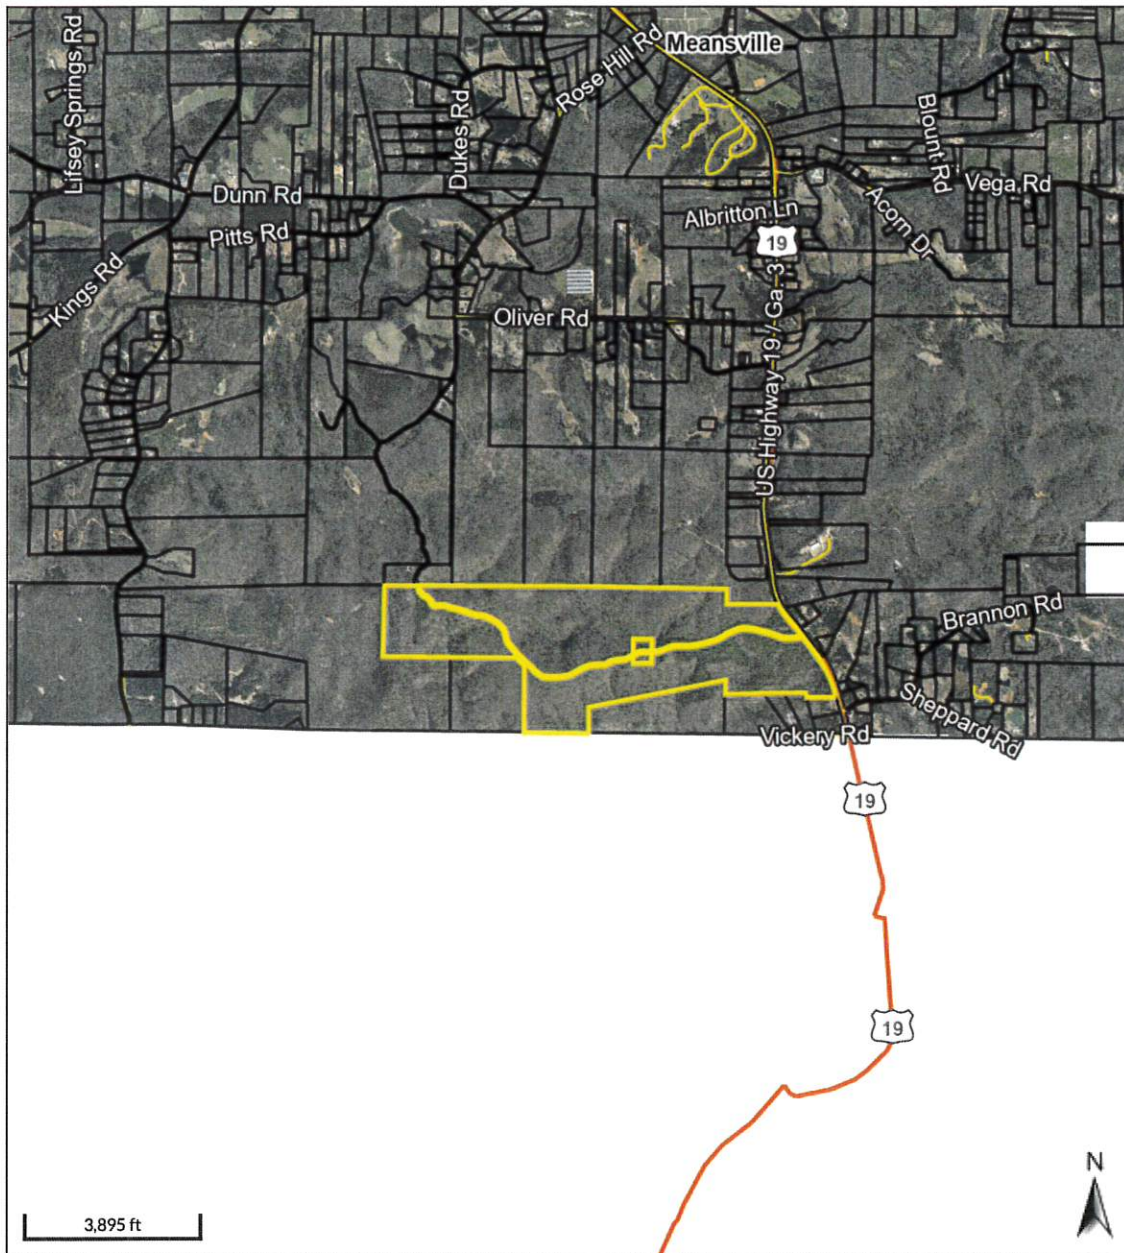 Meansville
Rose Hill Rd
Lifsey Springs Rd
Dukes Rd
Blount Rd
Dunn Rd
Vega Rd
Pitts Rd
Albritton Ln
Acorn Dr
19
Kings Rd
Oliver Rd
US Highway 19 / Ga 3
Brannon Rd
Sheppard Rd
Vickery Rd
19
19
N
3,895 ft